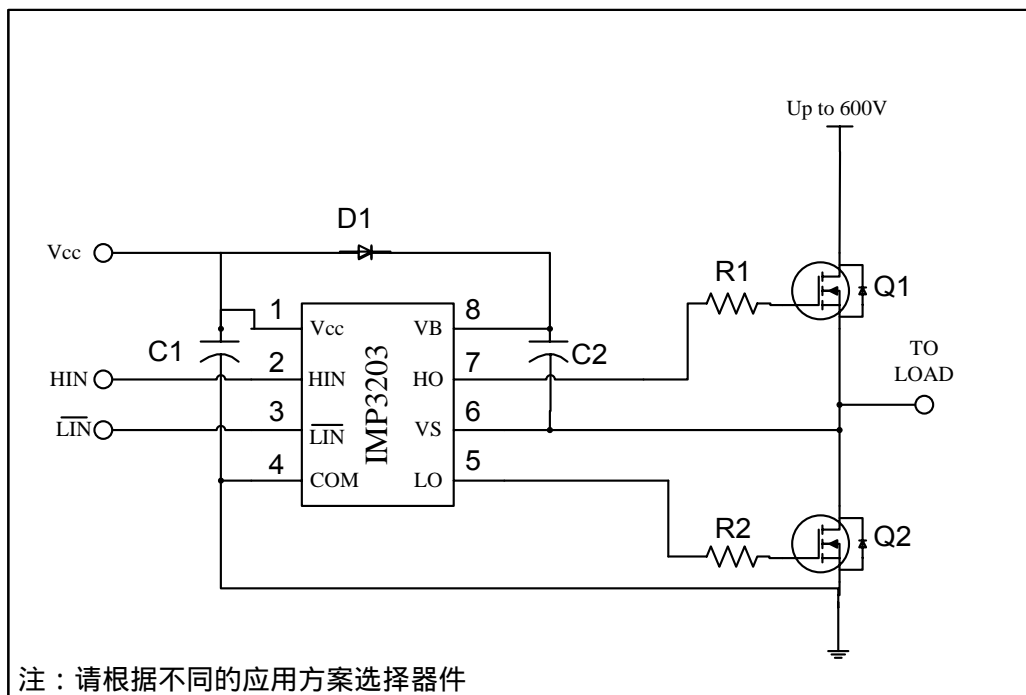 Up to 600V
D1
Vcc
R1
Q1
1
Vcc
VB
8
C1
C2
TO
LOAD
HIN
2
HIN
HO
7
L̅I̅N̅
3
L̅I̅N̅
VS
6
IMP3203
4
COM
LO
5
R2
Q2
注：请根据不同的应用方案选择器件